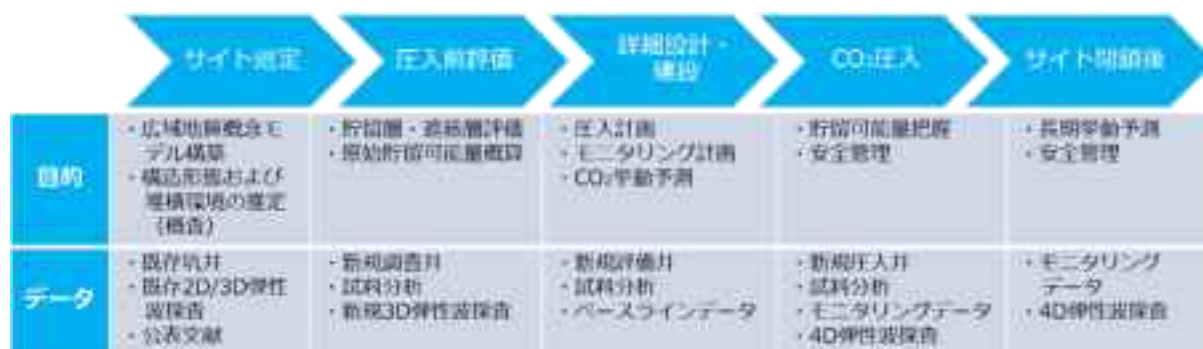 サイト選定
圧入前評価
詳細設計・
建設
CO₂圧入
サイト閉鎖後
目的
・広域地質概念モ
デル構築
・構造形態および
堆積環境の推定
(概査)
・貯留層・遮蔽層評価
・原始貯留可能量概算
・圧入計画
・モニタリング計画
・CO₂挙動予測
・貯留可能量把握
・安全管理
・長期挙動予測
・安全管理
データ
・既存坑井
・既存2D/3D弾性
波探査
・公表文献
・新規調査井
・試料分析
・新規3D弾性波探査
・新規評価井
・試料分析
・ベースラインデータ
・新規圧入井
・試料分析
・モニタリングデータ
・4D弾性波探査
・モニタリング
データ
・4D弾性波探査